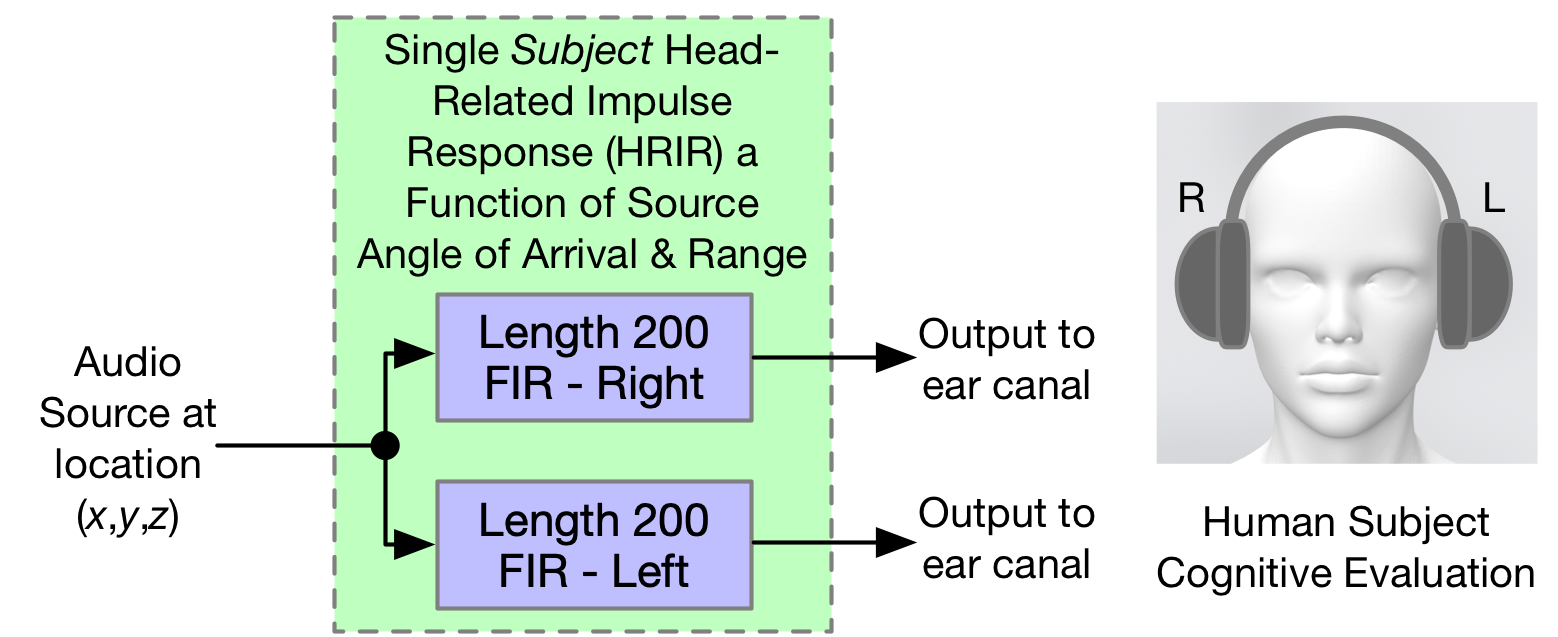 Single Subject Head-
Related Impulse
Response (HRIR) a
Function of Source
Angle of Arrival & Range
Length 200
FIR - Right
Length 200
FIR - Left
Audio
Source at
location
(x,y,z)
Output to
ear canal
Output to
ear canal
R
L
Human Subject
Cognitive Evaluation